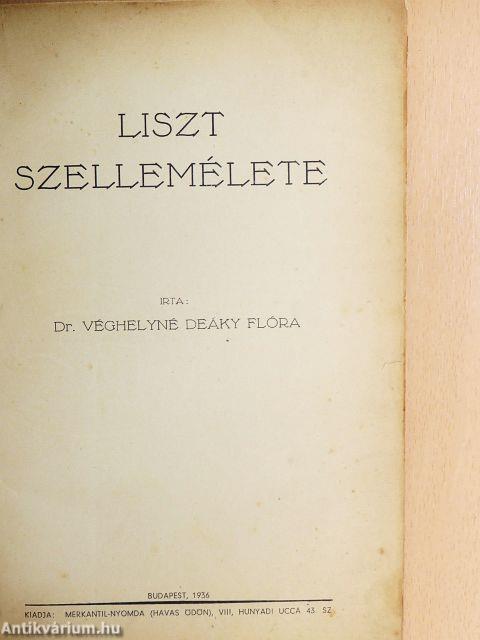 LISZT
SZELLEMÉLETE
IRTA:
Dr. VÉGHELYNÉ DEÁKY FLÓRA
BUDAPEST, 1936
KIADJA: MERKANTIL-NYOMDA (HAVAS ÖDÖN), VIII, HUNYADI UCCA 43. SZ.
Antikvárium.hu